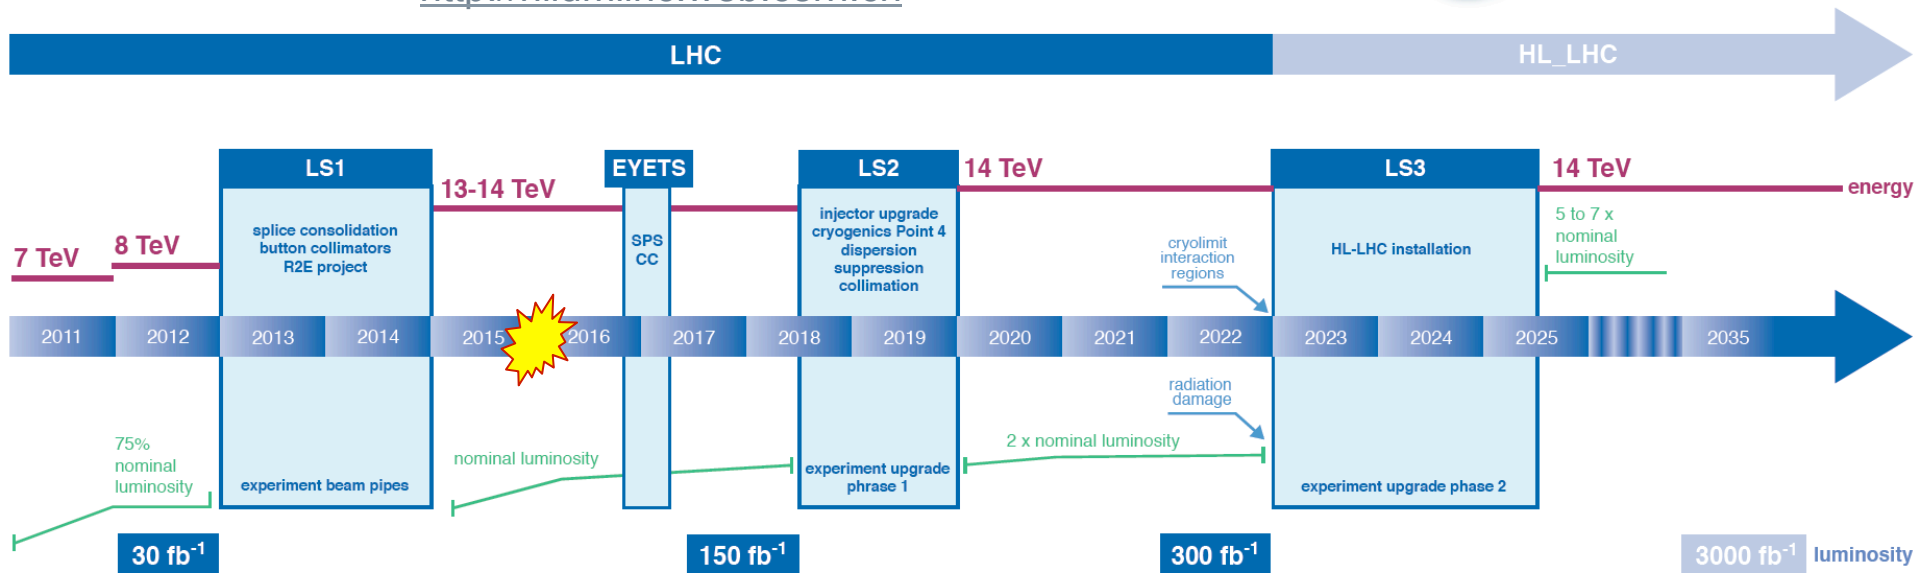 LHC
HL_LHC
LS1
EYETS
LS2
14 TeV
LS3
14 TeV
energy
13-14 TeV
7 TeV
8 TeV
splice consolidation
button collimators
R2E project
SPS
CC
injector upgrade
cryogenics Point 4
dispersion
suppression
collimation
cryolimit
interaction
regions
HL-LHC installation
5 to 7 x
nominal
luminosity
2011
2012
2013
2014
2015
2016
2017
2018
2019
2020
2021
2022
2023
2024
2025
2035
radiation
damage
75%
nominal
luminosity
experiment beam pipes
nominal luminosity
experiment upgrade
phrase 1
2 x nominal luminosity
experiment upgrade phase 2
30 fb-1
150 fb-1
300 fb-1
3000 fb-1
luminosity